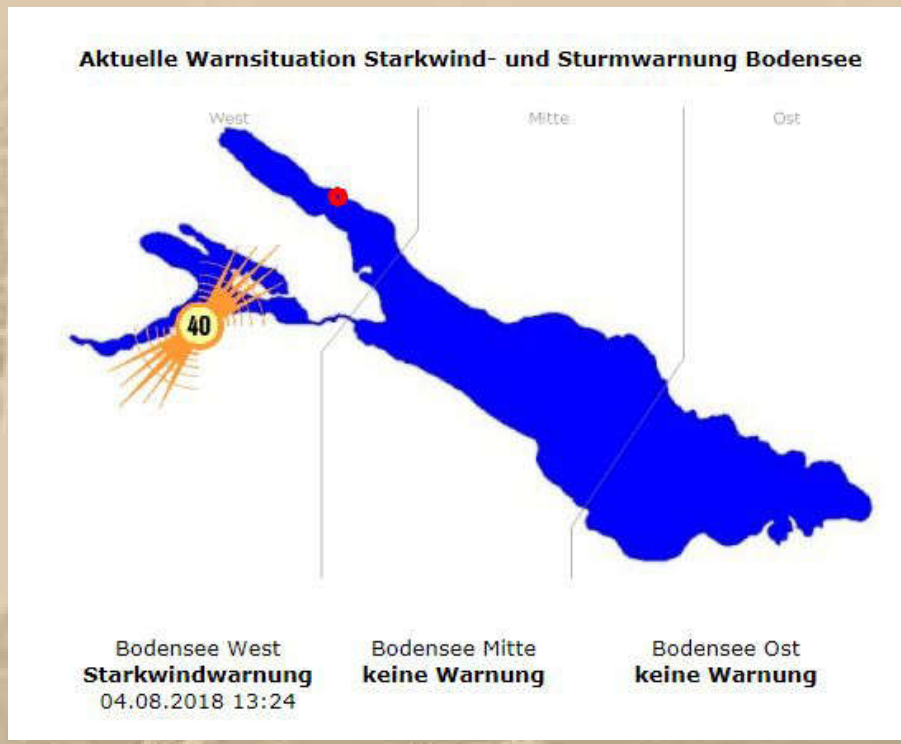 Aktuelle Warnsituation Starkwind- und Sturmwarnung Bodensee
West
Mitte
Ost
40
Bodensee West
Starkwindwarnung
04.08.2018 13:24
Bodensee Mitte
keine Warnung
Bodensee Ost
keine Warnung